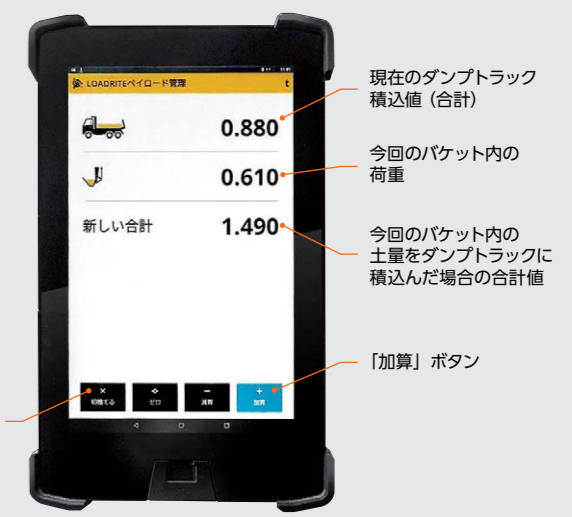 LOADRITEペイロード管理
t
0.880
0.610
新しい合計
1.490
×
切捨てる
ゼロ
−
減算
+
加算
現在のダンプトラック
積込値（合計）
今回のバケット内の
荷重
今回のバケット内の
土量をダンプトラックに
積込んだ場合の合計値
「加算」ボタン